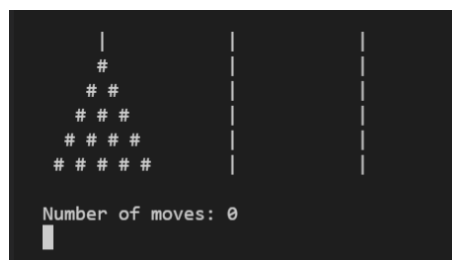 |            |            |
#            |            |
# #           |            |
# # #          |            |
# # # #         |            |
# # # # #        |            |
Number of moves: 0